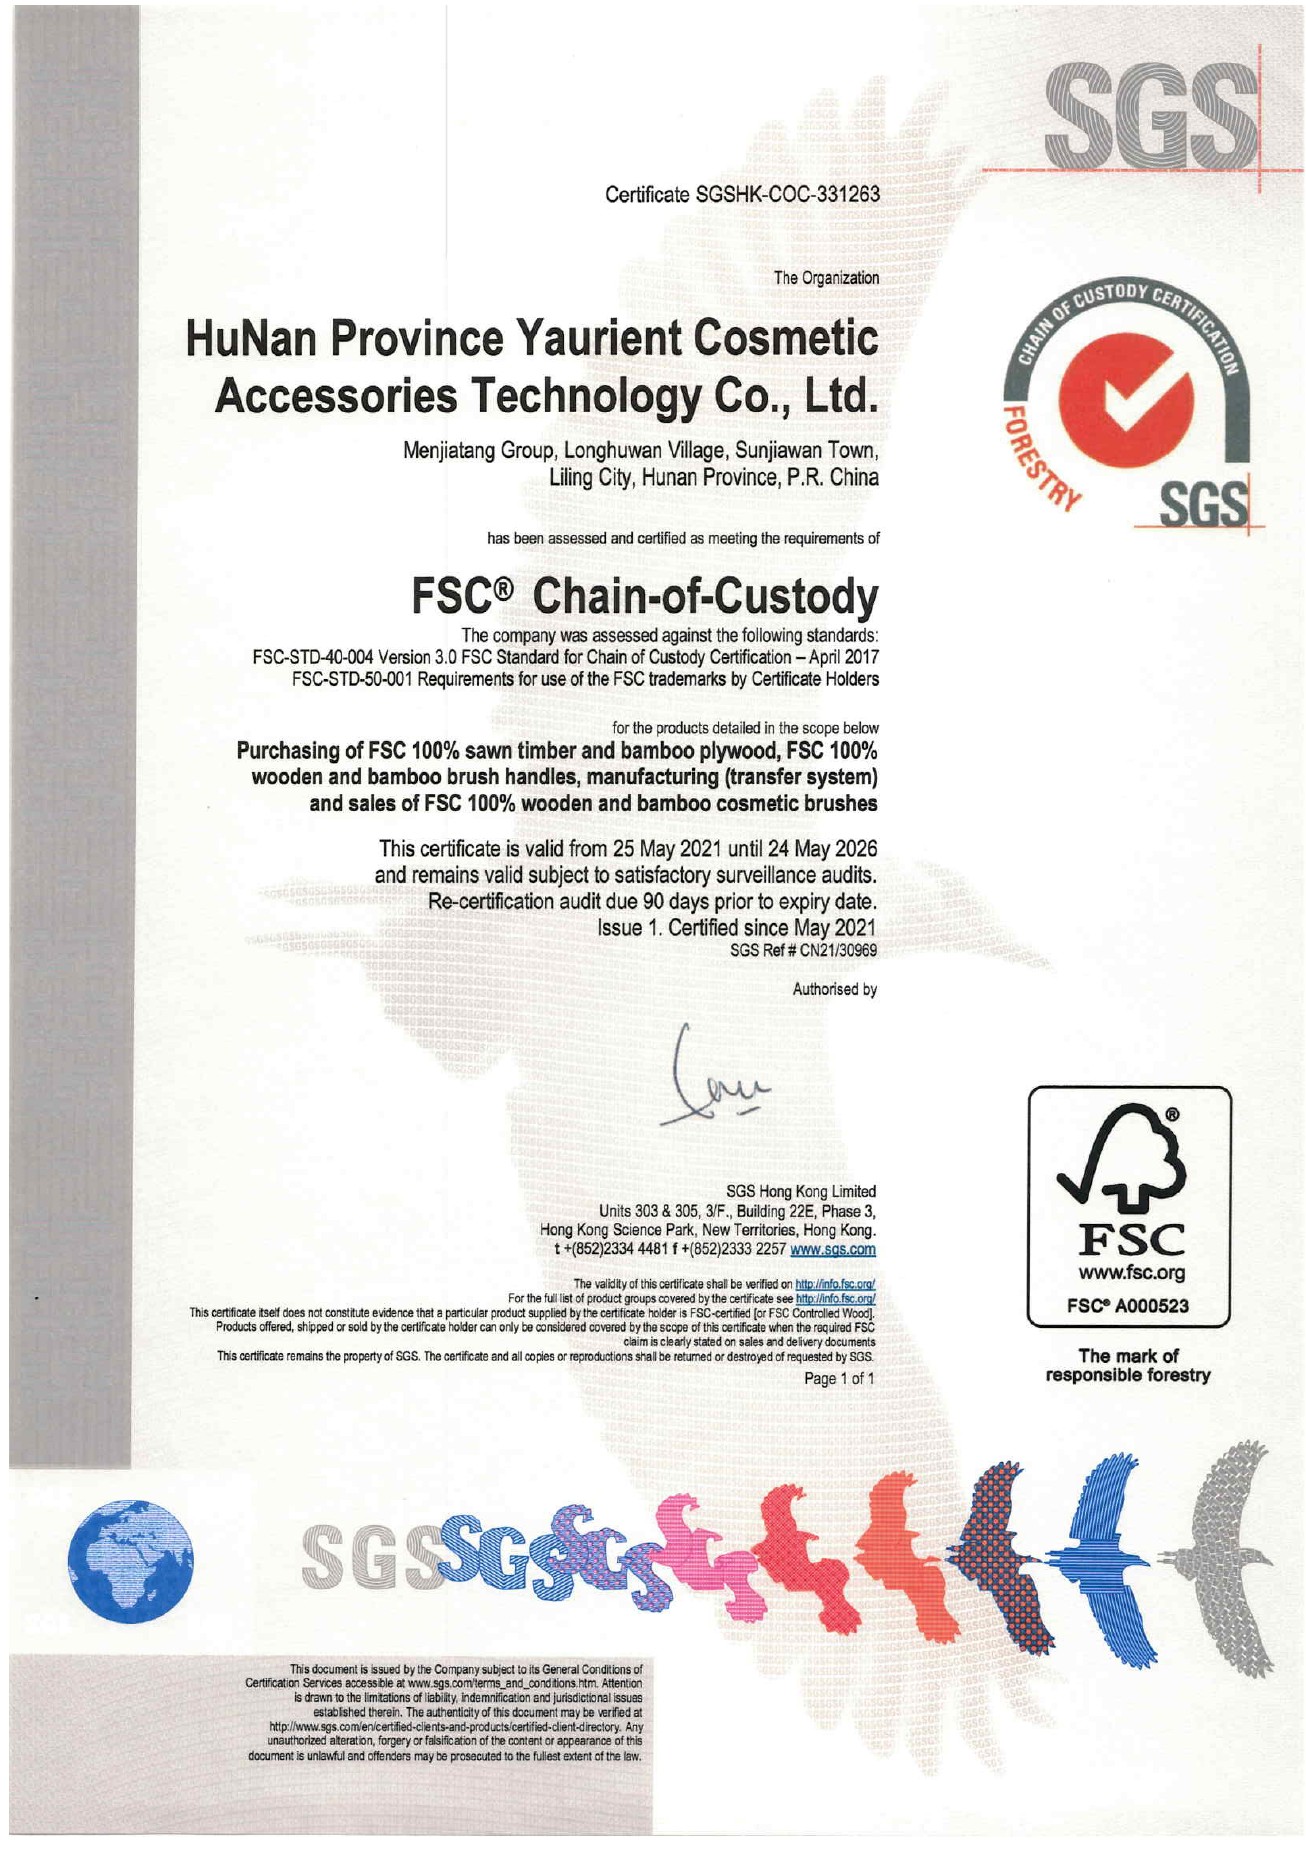 SGS
Certificate SGSHK-COC-331263
The Organization
HuNan Province Yaurient Cosmetic
Accessories Technology Co., Ltd.
Menjiatang Group, Longhuwan Village, Sunjiawan Town,
Liling City, Hunan Province, P.R. China
CHAIN OF CUSTODY CERTIFICATION
FORESTRY
SGS
has been assessed and certified as meeting the requirements of
FSC® Chain-of-Custody
The company was assessed against the following standards:
FSC-STD-40-004 Version 3.0 FSC Standard for Chain of Custody Certification – April 2017
FSC-STD-50-001 Requirements for use of the FSC trademarks by Certificate Holders
for the products detailed in the scope below
Purchasing of FSC 100% sawn timber and bamboo plywood, FSC 100%
wooden and bamboo brush handles, manufacturing (transfer system)
and sales of FSC 100% wooden and bamboo cosmetic brushes
This certificate is valid from 25 May 2021 until 24 May 2026
and remains valid subject to satisfactory surveillance audits.
Re-certification audit due 90 days prior to expiry date.
Issue 1. Certified since May 2021
SGS Ref # CN21/30969
Authorised by
SGS Hong Kong Limited
Units 303 & 305, 3/F., Building 22E, Phase 3,
Hong Kong Science Park, New Territories, Hong Kong.
t +(852)2334 4481 f +(852)2333 2257 www.sgs.com
The validity of this certificate shall be verified on http://info.fsc.org/
For the full list of product groups covered by the certificate see http://info.fsc.org/
This certificate itself does not constitute evidence that a particular product supplied by the certificate holder is FSC-certified [or FSC Controlled Wood].
Products offered, shipped or sold by the certificate holder can only be considered covered by the scope of this certificate when the required FSC
claim is clearly stated on sales and delivery documents
This certificate remains the property of SGS. The certificate and all copies or reproductions shall be returned or destroyed of requested by SGS.
Page 1 of 1
®
FSC
www.fsc.org
FSC® A000523
The mark of
responsible forestry
SGS SGS SGS
This document is issued by the Company subject to its General Conditions of
Certification Services accessible at www.sgs.com/terms_and_conditions.htm. Attention
is drawn to the limitations of liability, indemnification and jurisdictional issues
established therein. The authenticity of this document may be verified at
http://www.sgs.com/en/certified-clients-and-products/certified-client-directory. Any
unauthorized alteration, forgery or falsification of the content or appearance of this
document is unlawful and offenders may be prosecuted to the fullest extent of the law.